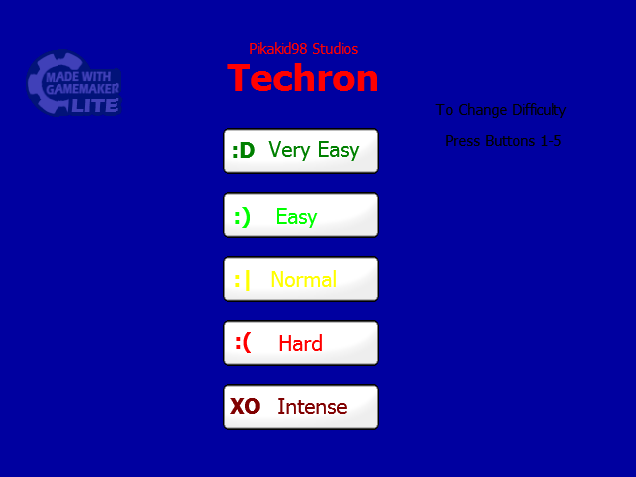 Pikakid98 Studios
Techron
MADE WITH
GAMEMAKER
LITE
To Change Difficulty
Press Buttons 1-5
:D Very Easy
:) Easy
:| Normal
:( Hard
XO Intense